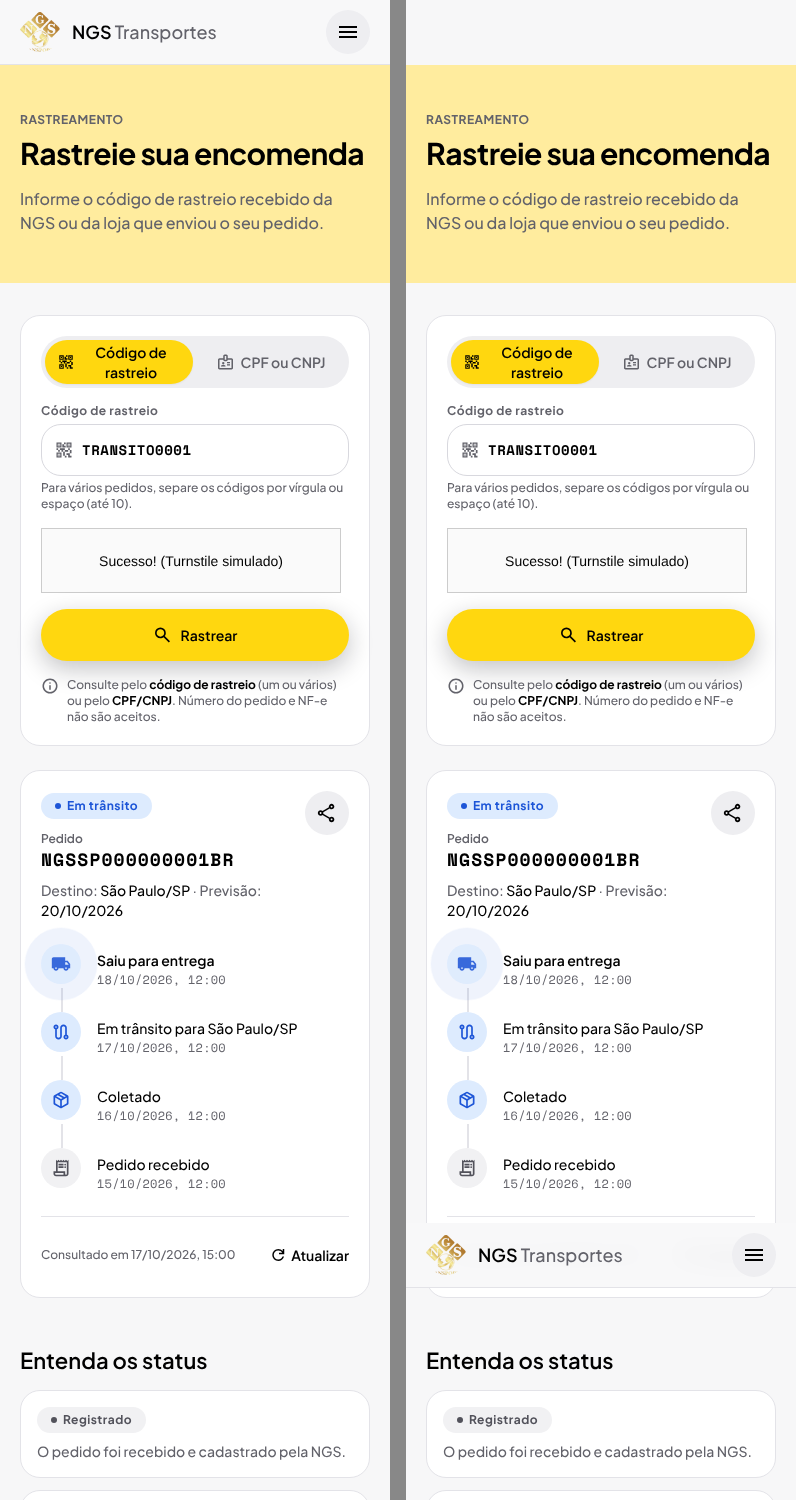 NGS Transportes
RASTREAMENTO
Rastreie sua encomenda
Informe o código de rastreio recebido da
NGS ou da loja que enviou o seu pedido.
Código de
rastreio
CPF ou CNPJ
Código de rastreio
TRANSITO0001
Para vários pedidos, separe os códigos por vírgula ou
espaço (até 10).
Sucesso! (Turnstile simulado)
Rastrear
Consulte pelo código de rastreio (um ou vários)
ou pelo CPF/CNPJ. Número do pedido e NF-e
não são aceitos.
Em trânsito
Pedido
NGSSP000000001BR
Destino: São Paulo/SP · Previsão:
20/10/2026
Saiu para entrega
18/10/2026, 12:00
Em trânsito para São Paulo/SP
17/10/2026, 12:00
Coletado
16/10/2026, 12:00
Pedido recebido
15/10/2026, 12:00
Consultado em 17/10/2026, 15:00
Atualizar
Entenda os status
Registrado
O pedido foi recebido e cadastrado pela NGS.
RASTREAMENTO
Rastreie sua encomenda
Informe o código de rastreio recebido da
NGS ou da loja que enviou o seu pedido.
Código de
rastreio
CPF ou CNPJ
Código de rastreio
TRANSITO0001
Para vários pedidos, separe os códigos por vírgula ou
espaço (até 10).
Sucesso! (Turnstile simulado)
Rastrear
Consulte pelo código de rastreio (um ou vários)
ou pelo CPF/CNPJ. Número do pedido e NF-e
não são aceitos.
Em trânsito
Pedido
NGSSP000000001BR
Destino: São Paulo/SP · Previsão:
20/10/2026
Saiu para entrega
18/10/2026, 12:00
Em trânsito para São Paulo/SP
17/10/2026, 12:00
Coletado
16/10/2026, 12:00
Pedido recebido
15/10/2026, 12:00
NGS Transportes
Entenda os status
Registrado
O pedido foi recebido e cadastrado pela NGS.